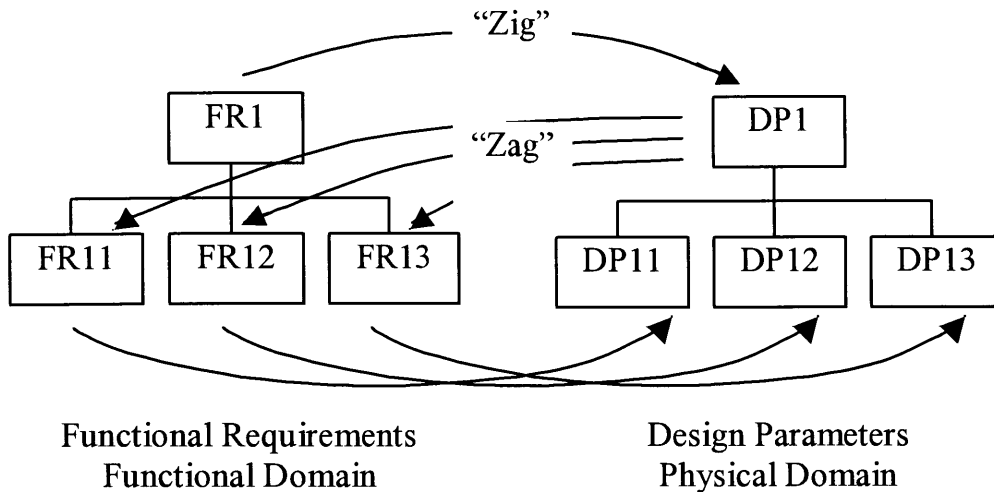 “Zig”
FR1
DP1
“Zag”
FR11
FR12
FR13
DP11
DP12
DP13
Functional Requirements
Functional Domain
Design Parameters
Physical Domain